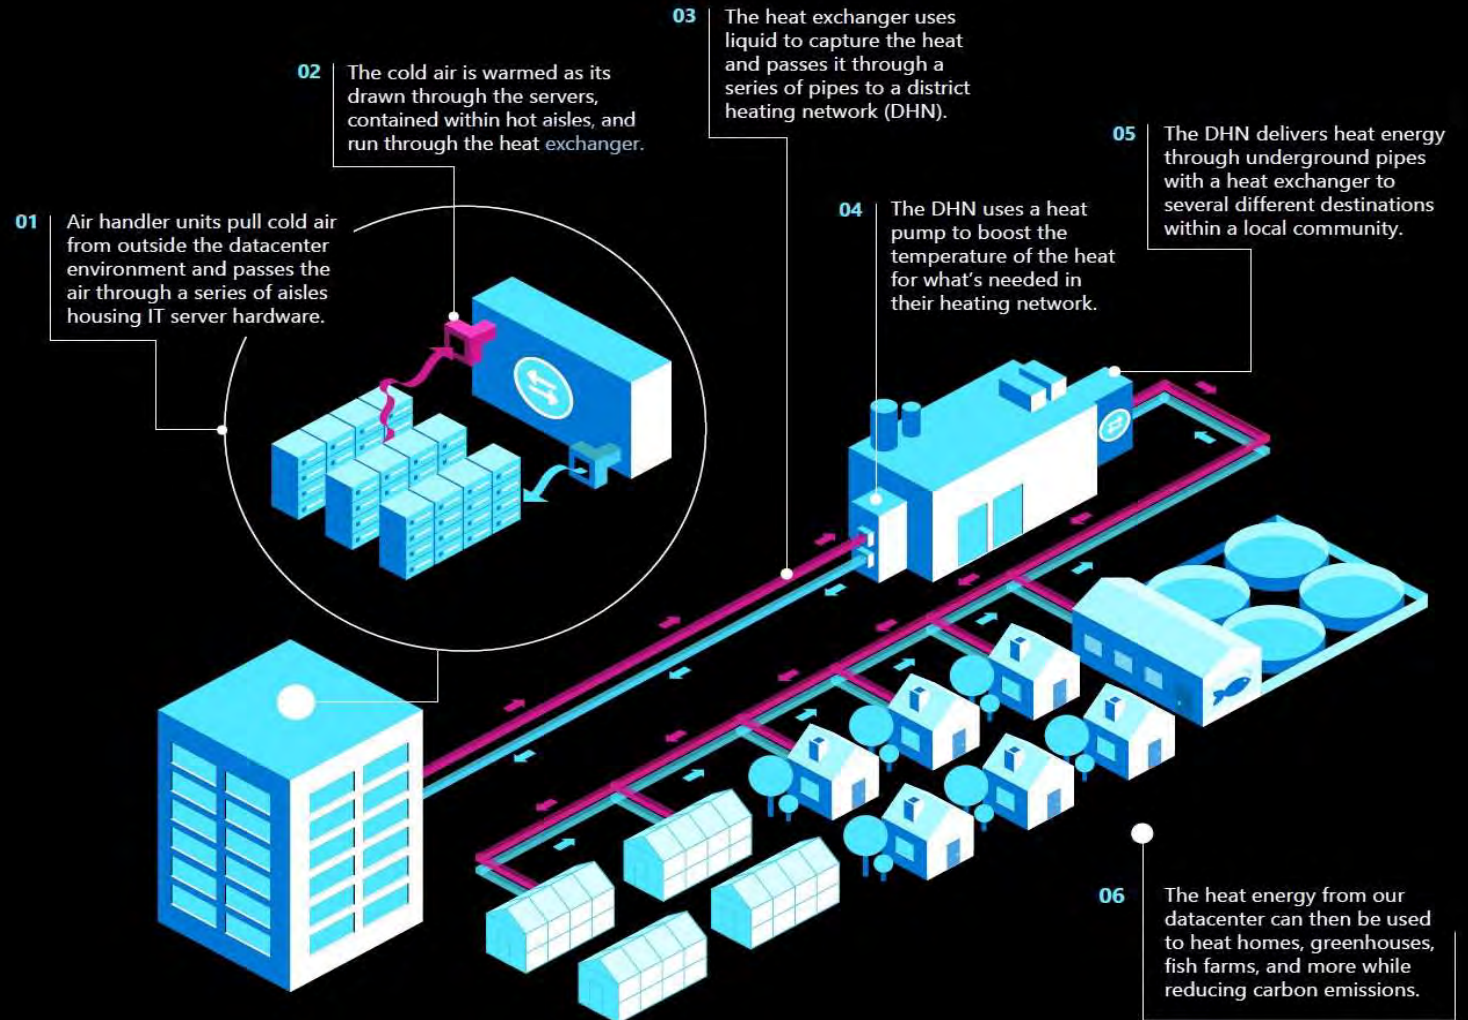 01
Air handler units pull cold air
from outside the datacenter
environment and passes the
air through a series of aisles
housing IT server hardware.
02
The cold air is warmed as its
drawn through the servers,
contained within hot aisles, and
run through the heat exchanger.
03
The heat exchanger uses
liquid to capture the heat
and passes it through a
series of pipes to a district
heating network (DHN).
04
The DHN uses a heat
pump to boost the
temperature of the heat
for what's needed in
their heating network.
05
The DHN delivers heat energy
through underground pipes
with a heat exchanger to
several different destinations
within a local community.
06
The heat energy from our
datacenter can then be used
to heat homes, greenhouses,
fish farms, and more while
reducing carbon emissions.